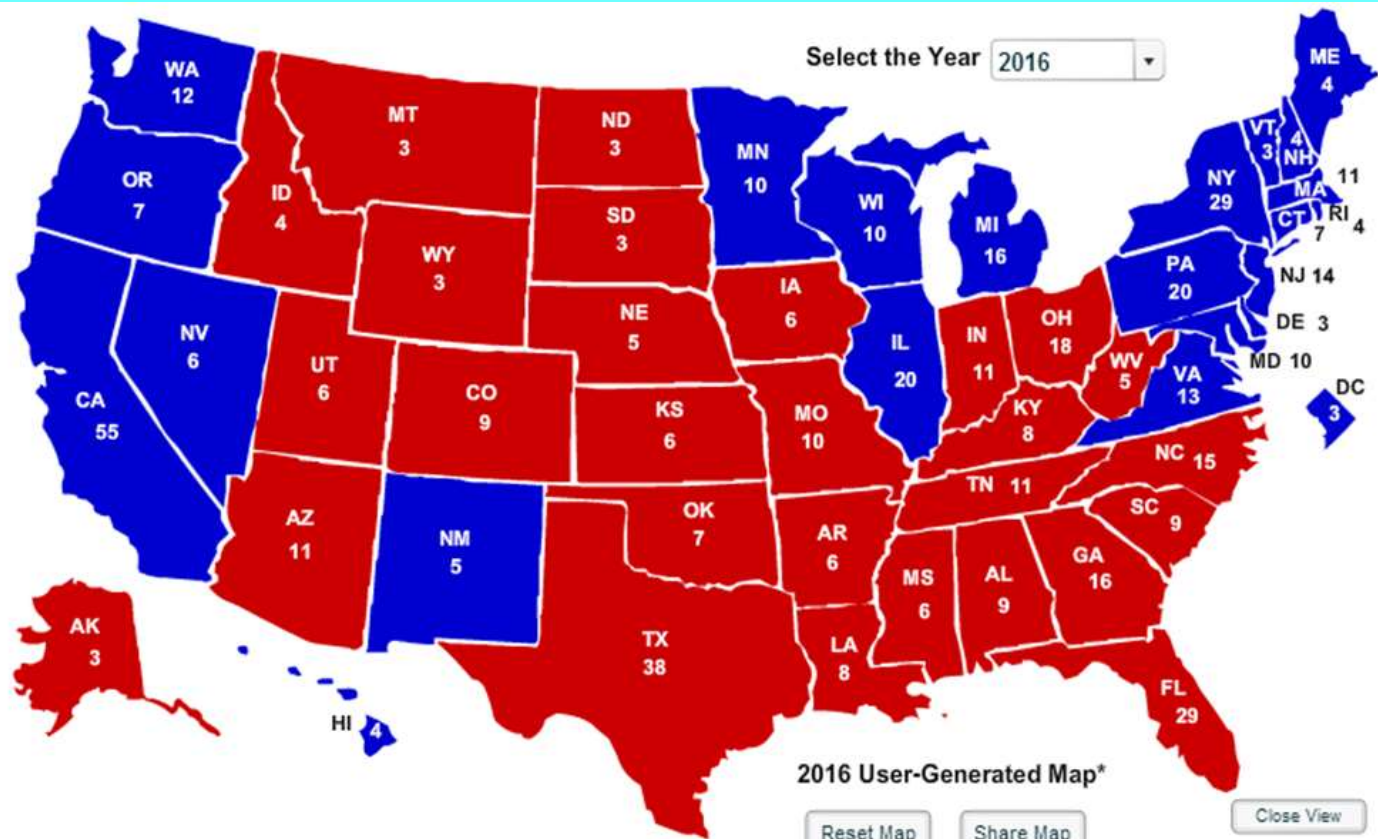 Select the Year 2016
WA
12
OR
7
CA
55
NV
6
ID
4
MT
3
WY
3
UT
6
AZ
11
CO
9
NM
5
ND
3
SD
3
NE
5
KS
6
OK
7
TX
38
MN
10
IA
6
MO
10
AR
6
LA
8
WI
10
IL
20
MI
16
IN
11
OH
18
KY
8
TN 11
MS
6
AL
9
GA
16
FL
29
SC 9
NC 15
VA
13
WV
5
PA
20
NY
29
VT
3
4
NH
ME
4
11
MA
RI 4
CT
7
NJ 14
DE 3
MD 10
DC
3
AK
3
HI 4
2016 User-Generated Map*
Reset Map
Share Map
Close View